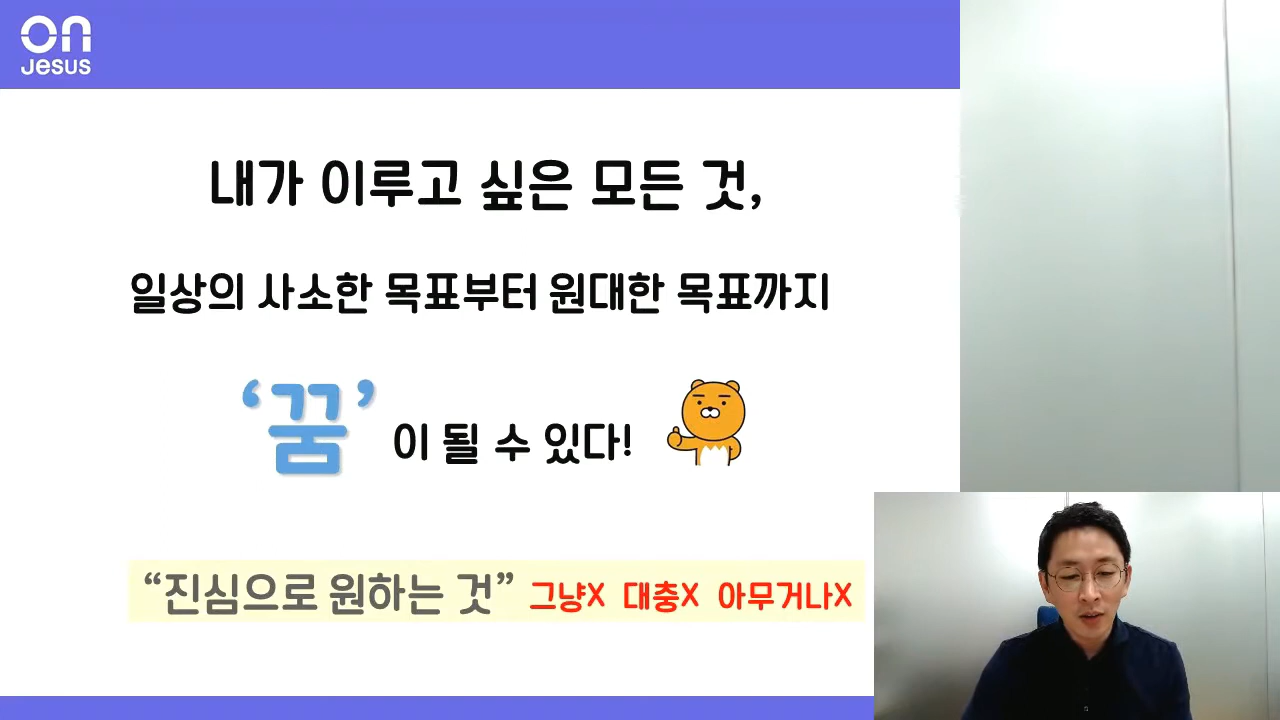 on
Jesus
내가 이루고 싶은 모든 것,
일상의 사소한 목표부터 원대한 목표까지
‘꿈’이 될 수 있다!
“진심으로 원하는 것” 그냥X 대충X 아무거나X